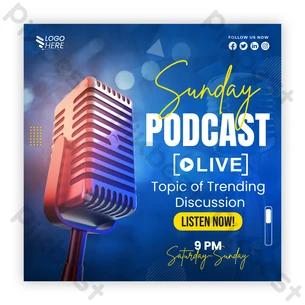 LOGO
HERE
FOLLOW US NOW
Sunday
PODCAST
LIVE
Topic of Trending
Discussion
LISTEN NOW!
9 PM
Saturday-Sunday